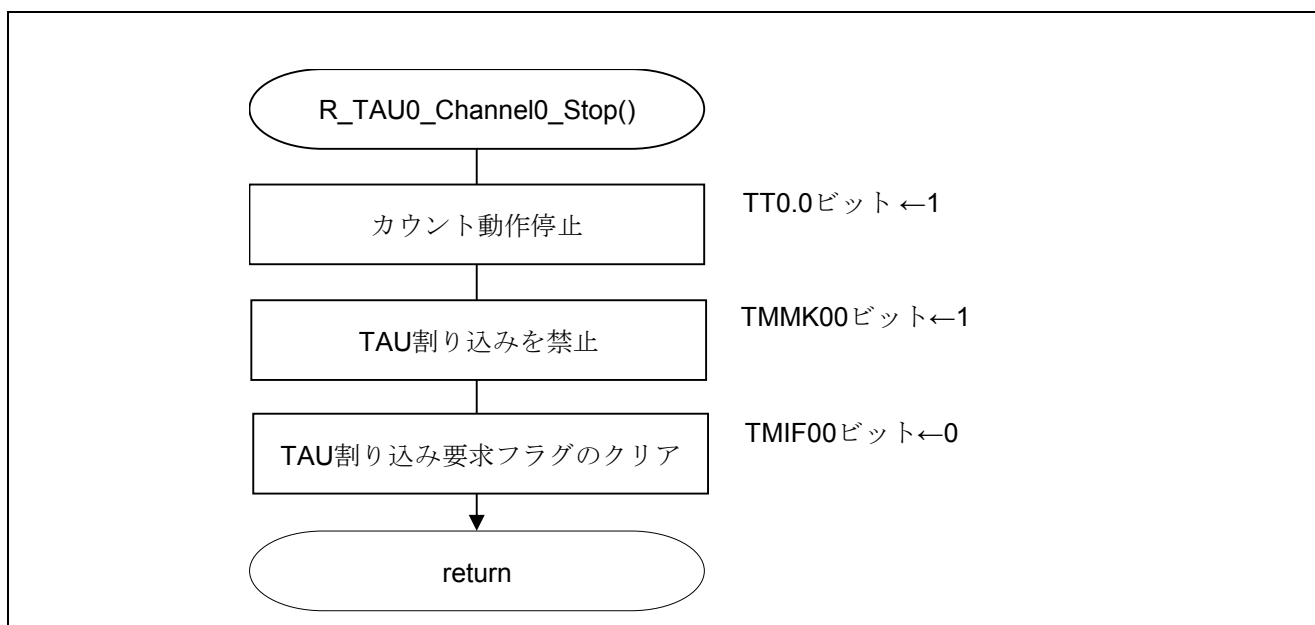 R_TAU0_Channel0_Stop()
カウント動作停止
TT0.0ビット ←1
TAU割り込みを禁止
TMMK00ビット←1
TAU割り込み要求フラグのクリア
TMIF00ビット←0
return